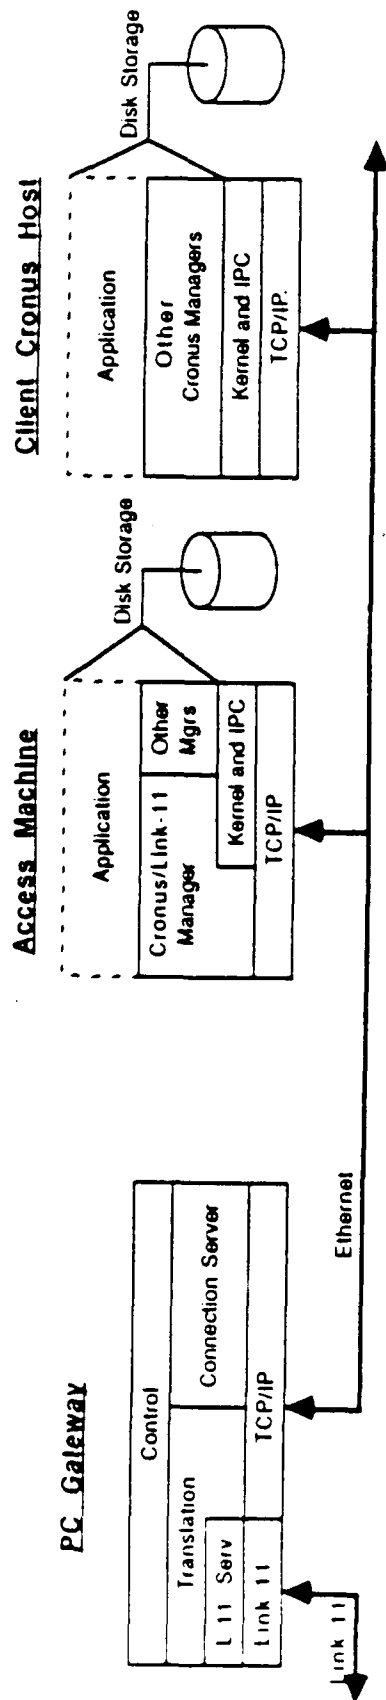 PC Gateway
Control
Translation
Connection Server
L 11 Serv
Link 11
TCP/IP
Link 11
Ethernet
Access Machine
Application
Cronus/Link-11
Manager
Other
Mgrs
Kernel and IPC
TCP/IP
Disk Storage
Client Cronus Host
Application
Other
Cronus Managers
Kernel and IPC
TCP/IP.
Disk Storage